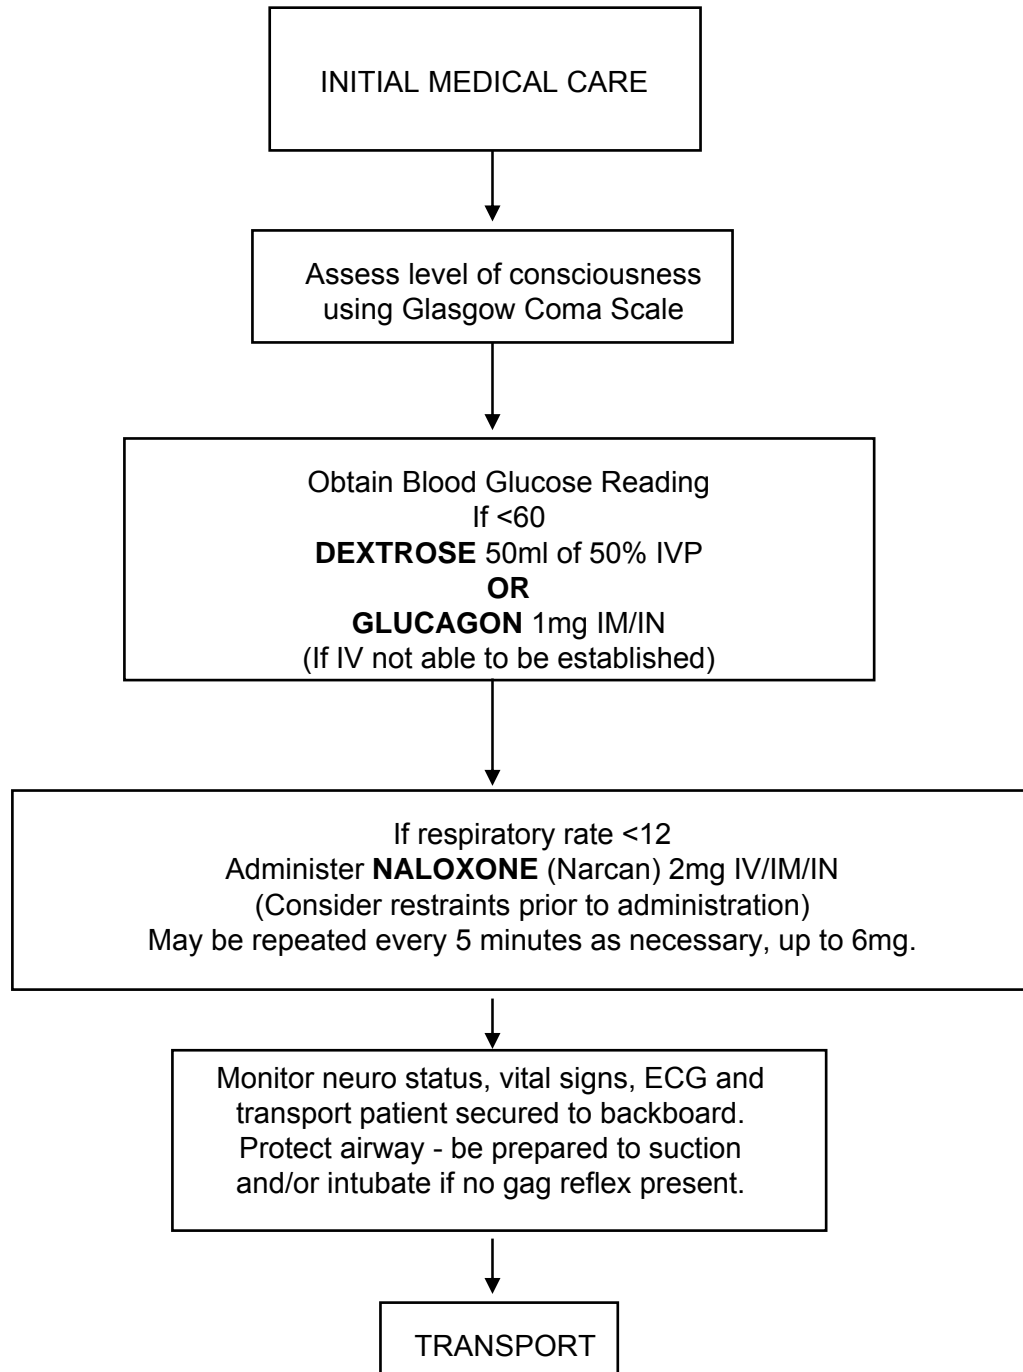 INITIAL MEDICAL CARE
Assess level of consciousness
using Glasgow Coma Scale
Obtain Blood Glucose Reading
If <60
DEXTROSE 50ml of 50% IVP
OR
GLUCAGON 1mg IM/IN
(If IV not able to be established)
If respiratory rate <12
Administer NALOXONE (Narcan) 2mg IV/IM/IN
(Consider restraints prior to administration)
May be repeated every 5 minutes as necessary, up to 6mg.
Monitor neuro status, vital signs, ECG and
transport patient secured to backboard.
Protect airway - be prepared to suction
and/or intubate if no gag reflex present.
TRANSPORT